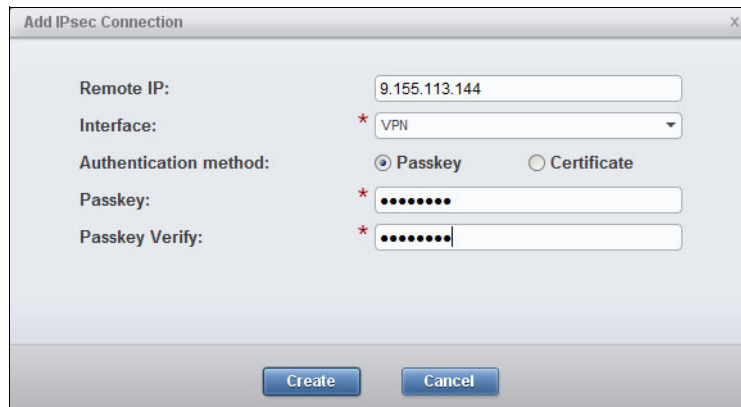 Add IPsec Connection x
Remote IP: 9.155.113.144
Interface: * VPN
Authentication method: Passkey Certificate
Passkey: * ••••••••
Passkey Verify: * ••••••••
Create Cancel